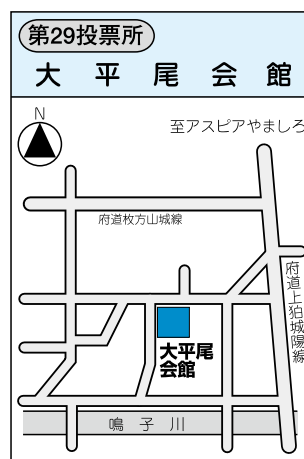 第29投票所
大平尾会館
N
至アスピアやましろ
府道枚方山城線
府道上狛城陽線
大平尾
会館
鳴子川